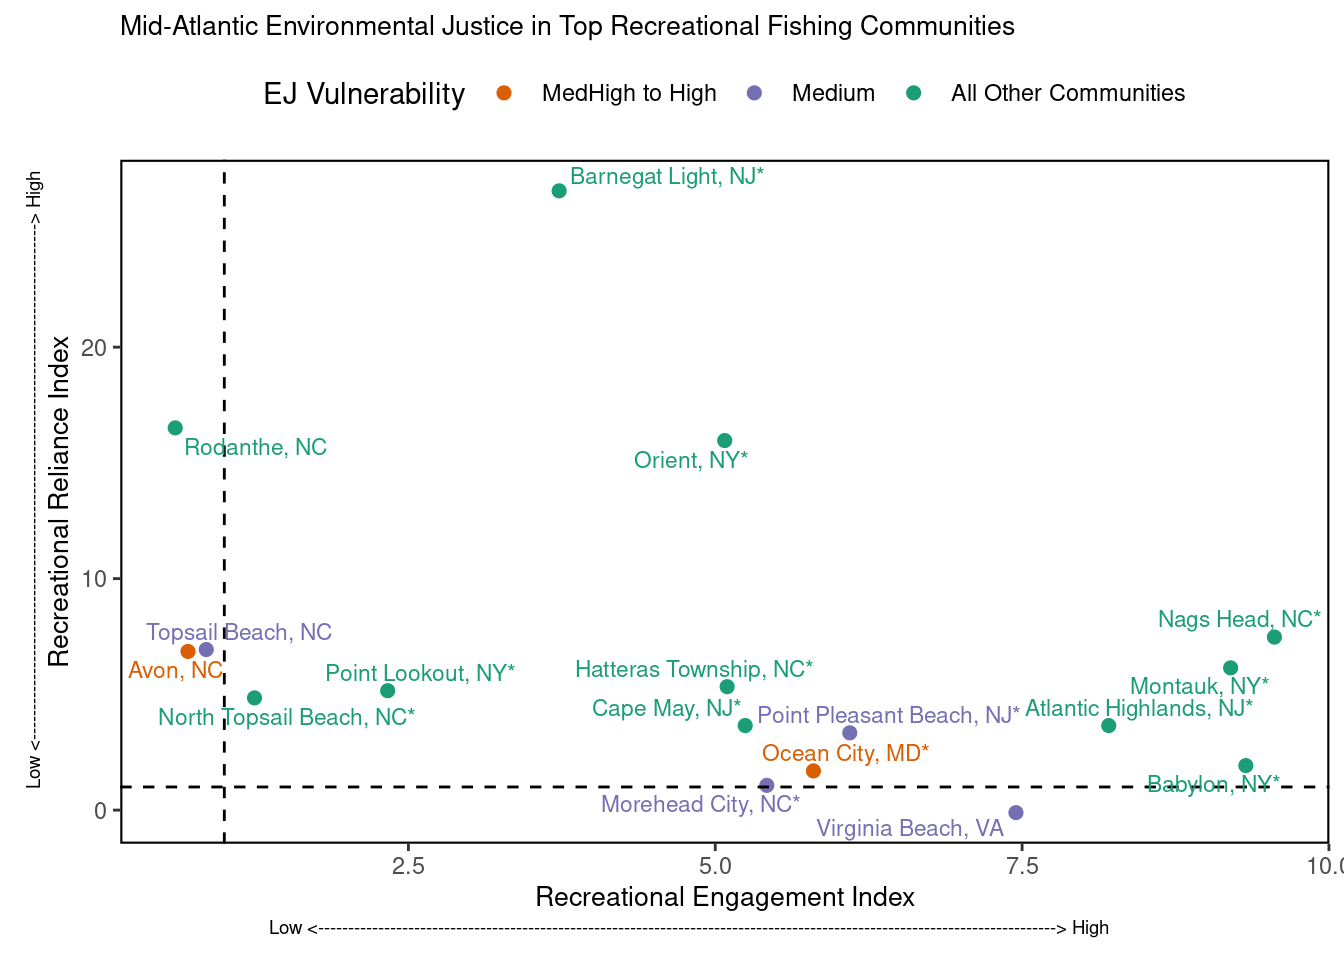 Mid-Atlantic Environmental Justice in Top Recreational Fishing Communities
EJ Vulnerability MedHigh to High Medium All Other Communities
Low <-----------------------------------------------------------------------------------------> High
Recreational Reliance Index
20
10
0
Barnegat Light, NJ*
Rodanthe, NC
Orient, NY*
Nags Head, NC*
Topsail Beach, NC
Avon, NC
Point Lookout, NY*
Hatteras Township, NC*
Montauk, NY*
North Topsail Beach, NC*
Cape May, NJ*
Point Pleasant Beach, NJ*
Atlantic Highlands, NJ*
Ocean City, MD*
Babylon, NY*
Morehead City, NC*
Virginia Beach, VA
2.5 5.0 7.5 10.0
Recreational Engagement Index
Low <-----------------------------------------------------------------------------------------------------------------------------> High